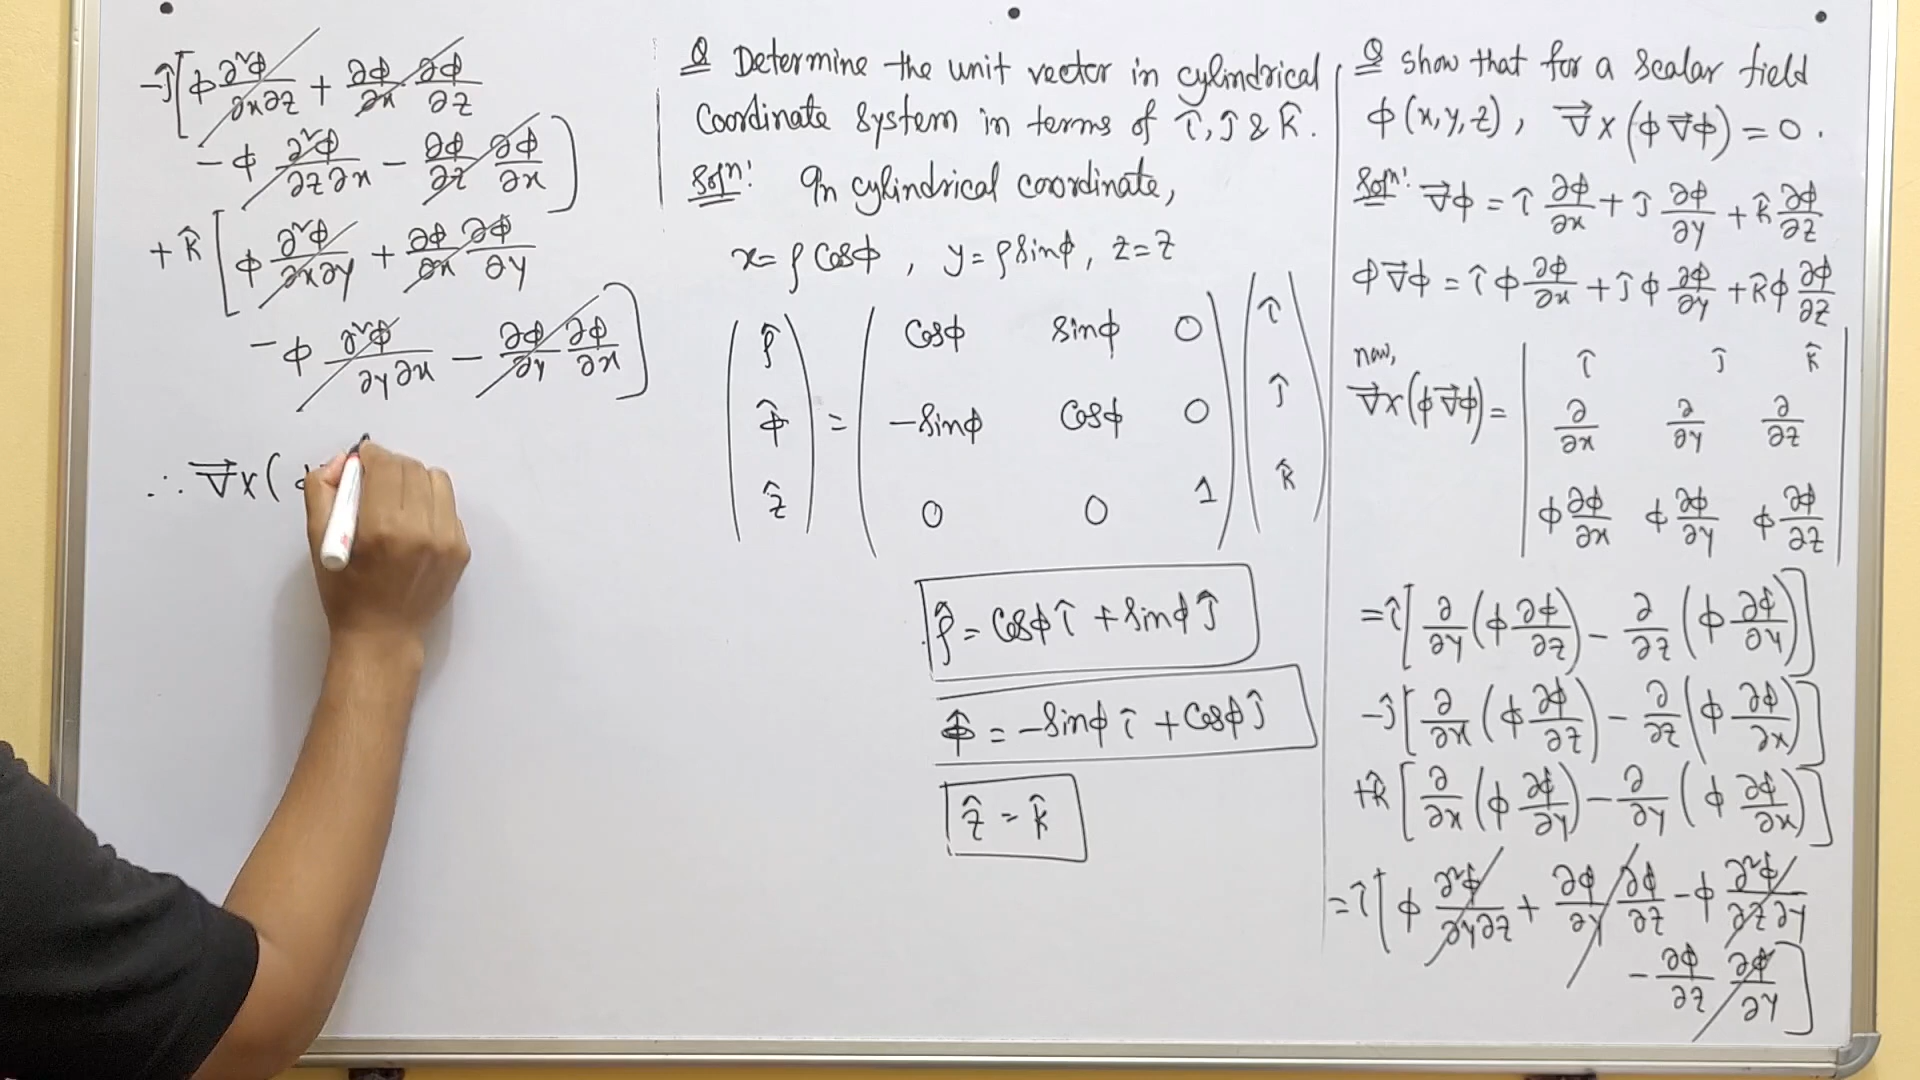 Q Determine the unit vector in cylindrical
Coordinate System in terms of î, ĵ & k̂.
Solⁿ: In cylindrical coordinate,
x = ρ Cosϕ , y = ρ Sinϕ, z = z
(ρ̂ ϕ̂ ẑ) = (Cosϕ Sinϕ 0
-Sinϕ Cosϕ 0
0 0 1) (î ĵ k̂)
ρ̂ = Cosϕ î + Sinϕ ĵ
ϕ̂ = -Sinϕ î + Cosϕ ĵ
ẑ = k̂
Q Show that for a Scalar field
ϕ(x,y,z), ∇⃗ x (ϕ ∇⃗ϕ) = 0.
Solⁿ: ∇⃗ϕ = î ∂ϕ/∂x + ĵ ∂ϕ/∂y + k̂ ∂ϕ/∂z
ϕ∇⃗ϕ = î ϕ ∂ϕ/∂x + ĵ ϕ ∂ϕ/∂y + k̂ ϕ ∂ϕ/∂z
now,
∇⃗x(ϕ∇⃗ϕ) = | î ĵ k̂
∂/∂x ∂/∂y ∂/∂z
ϕ ∂ϕ/∂x ϕ ∂ϕ/∂y ϕ ∂ϕ/∂z |
= î [∂/∂y (ϕ ∂ϕ/∂z) - ∂/∂z (ϕ ∂ϕ/∂y)]
-ĵ [∂/∂x (ϕ ∂ϕ/∂z) - ∂/∂z (ϕ ∂ϕ/∂x)]
+k̂ [∂/∂x (ϕ ∂ϕ/∂y) - ∂/∂y (ϕ ∂ϕ/∂x)]
= î [ϕ ∂²ϕ/∂y∂z + ∂ϕ/∂y ∂ϕ/∂z - ϕ ∂²ϕ/∂z∂y
- ∂ϕ/∂z ∂ϕ/∂y]
-ĵ [ϕ ∂²ϕ/∂x∂z + ∂ϕ/∂x ∂ϕ/∂z
- ϕ ∂²ϕ/∂z∂x - ∂ϕ/∂z ∂ϕ/∂x]
+ k̂ [ϕ ∂²ϕ/∂x∂y + ∂ϕ/∂x ∂ϕ/∂y
- ϕ ∂²ϕ/∂y∂x - ∂ϕ/∂y ∂ϕ/∂x]
∴ ∇⃗x(